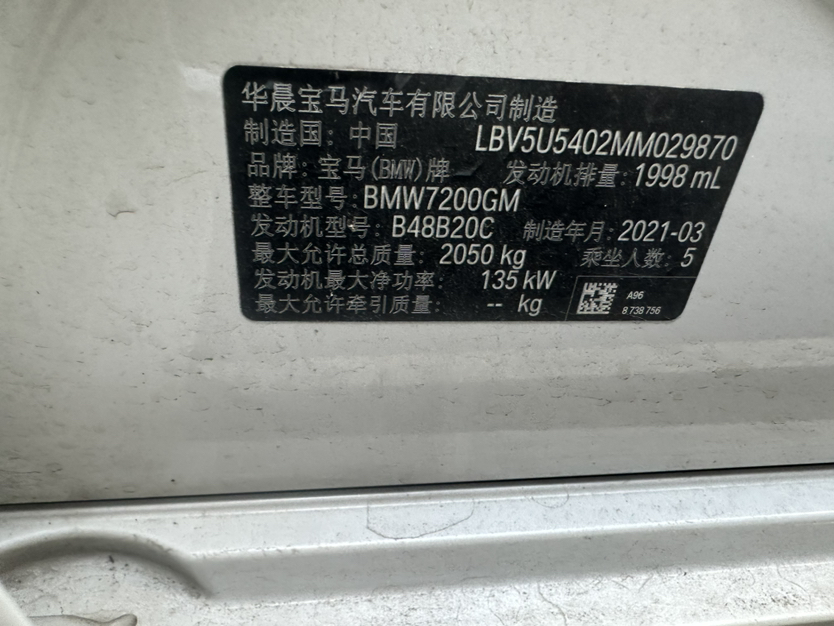 华晨宝马汽车有限公司制造
制造国：中国 LBV5U5402MM029870
品牌：宝马(BMW)牌 发动机排量：1998 mL
整车型号：BMW7200GM
发动机型号：B48B20C 制造年月：2021-03
最大允许总质量：2050 kg 乘坐人数：5
发动机最大净功率：135 kW
最大允许牵引质量：-- kg
A96
8 738 756